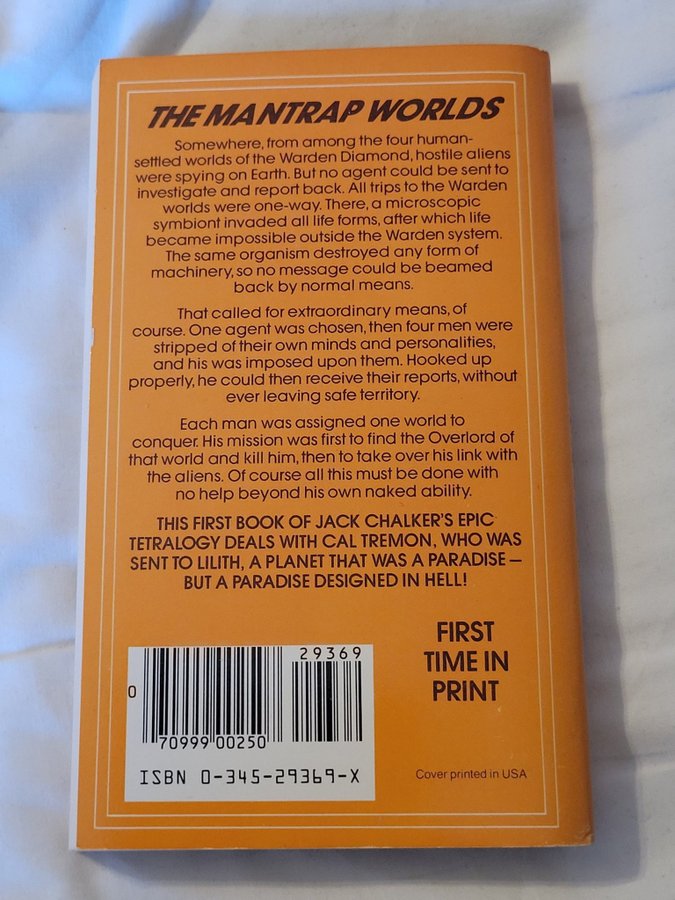 THE MANTRAP WORLDS
Somewhere, from among the four human-
settled worlds of the Warden Diamond, hostile aliens
were spying on Earth. But no agent could be sent to
investigate and report back. All trips to the Warden
worlds were one-way. There, a microscopic
symbiont invaded all life forms, after which life
became impossible outside the Warden system.
The same organism destroyed any form of
machinery, so no message could be beamed
back by normal means.
That called for extraordinary means, of
course. One agent was chosen, then four men were
stripped of their own minds and personalities,
and his was imposed upon them. Hooked up
properly, he could then receive their reports, without
ever leaving safe territory.
Each man was assigned one world to
conquer. His mission was first to find the Overlord of
that world and kill him, then to take over his link with
the aliens. Of course all this must be done with
no help beyond his own naked ability.
THIS FIRST BOOK OF JACK CHALKER'S EPIC
TETRALOGY DEALS WITH CAL TREMON, WHO WAS
SENT TO LILITH, A PLANET THAT WAS A PARADISE—
BUT A PARADISE DESIGNED IN HELL!
FIRST
TIME IN
PRINT
29369
0
70999 00250
ISBN 0-345-29369-X
Cover printed in USA